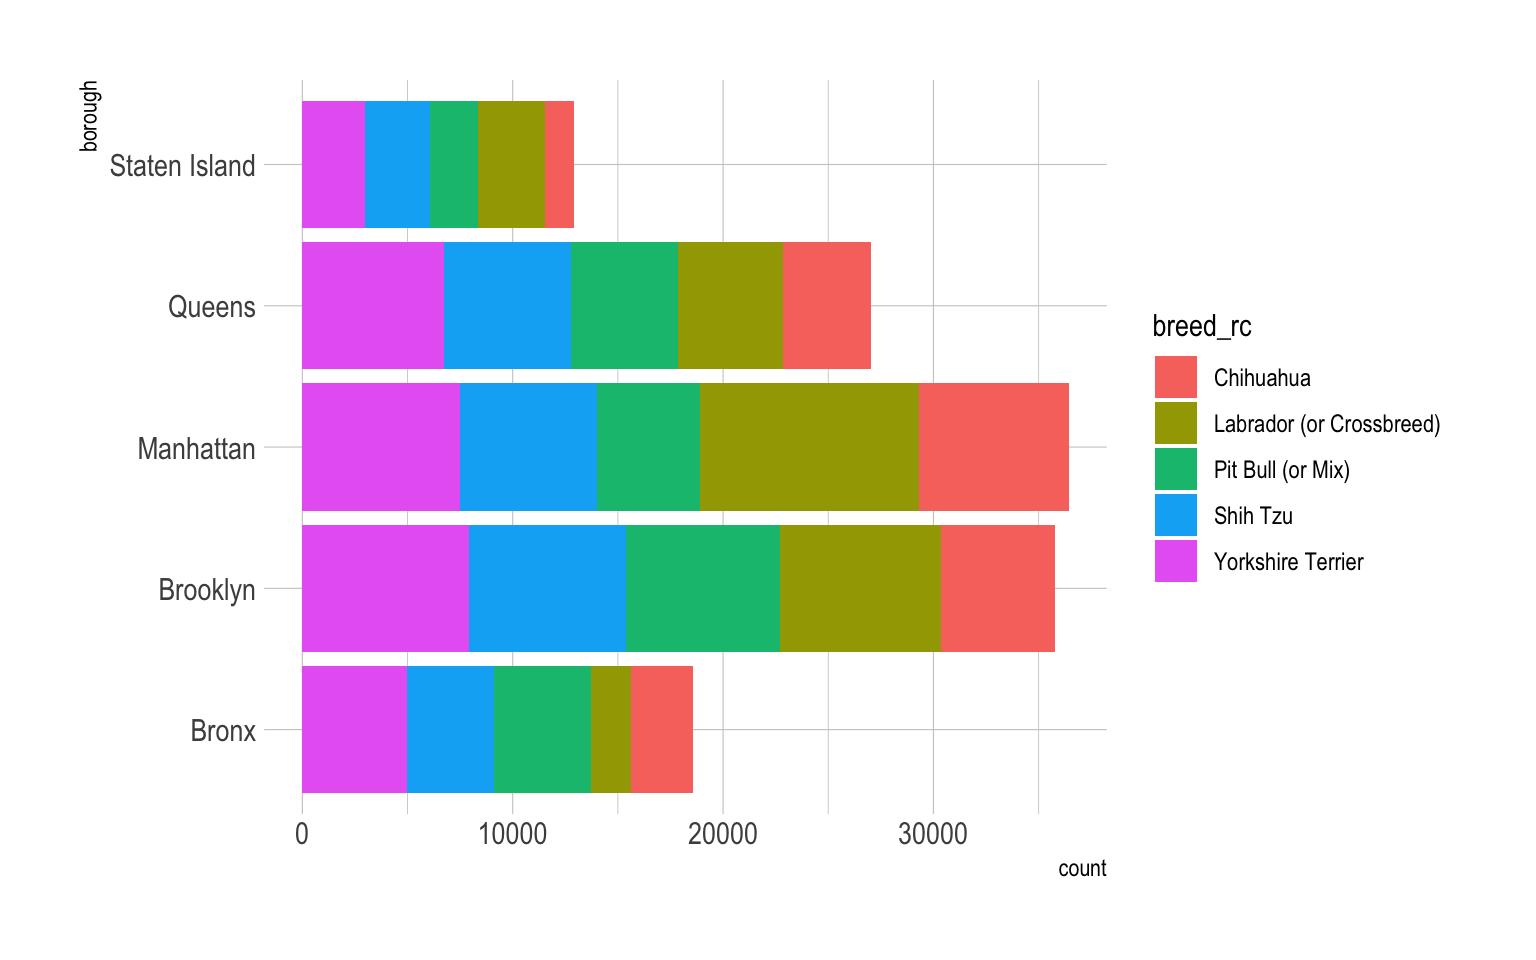 borough
Staten Island
Queens
Manhattan
Brooklyn
Bronx
0 10000 20000 30000
count
breed_rc
Chihuahua
Labrador (or Crossbreed)
Pit Bull (or Mix)
Shih Tzu
Yorkshire Terrier